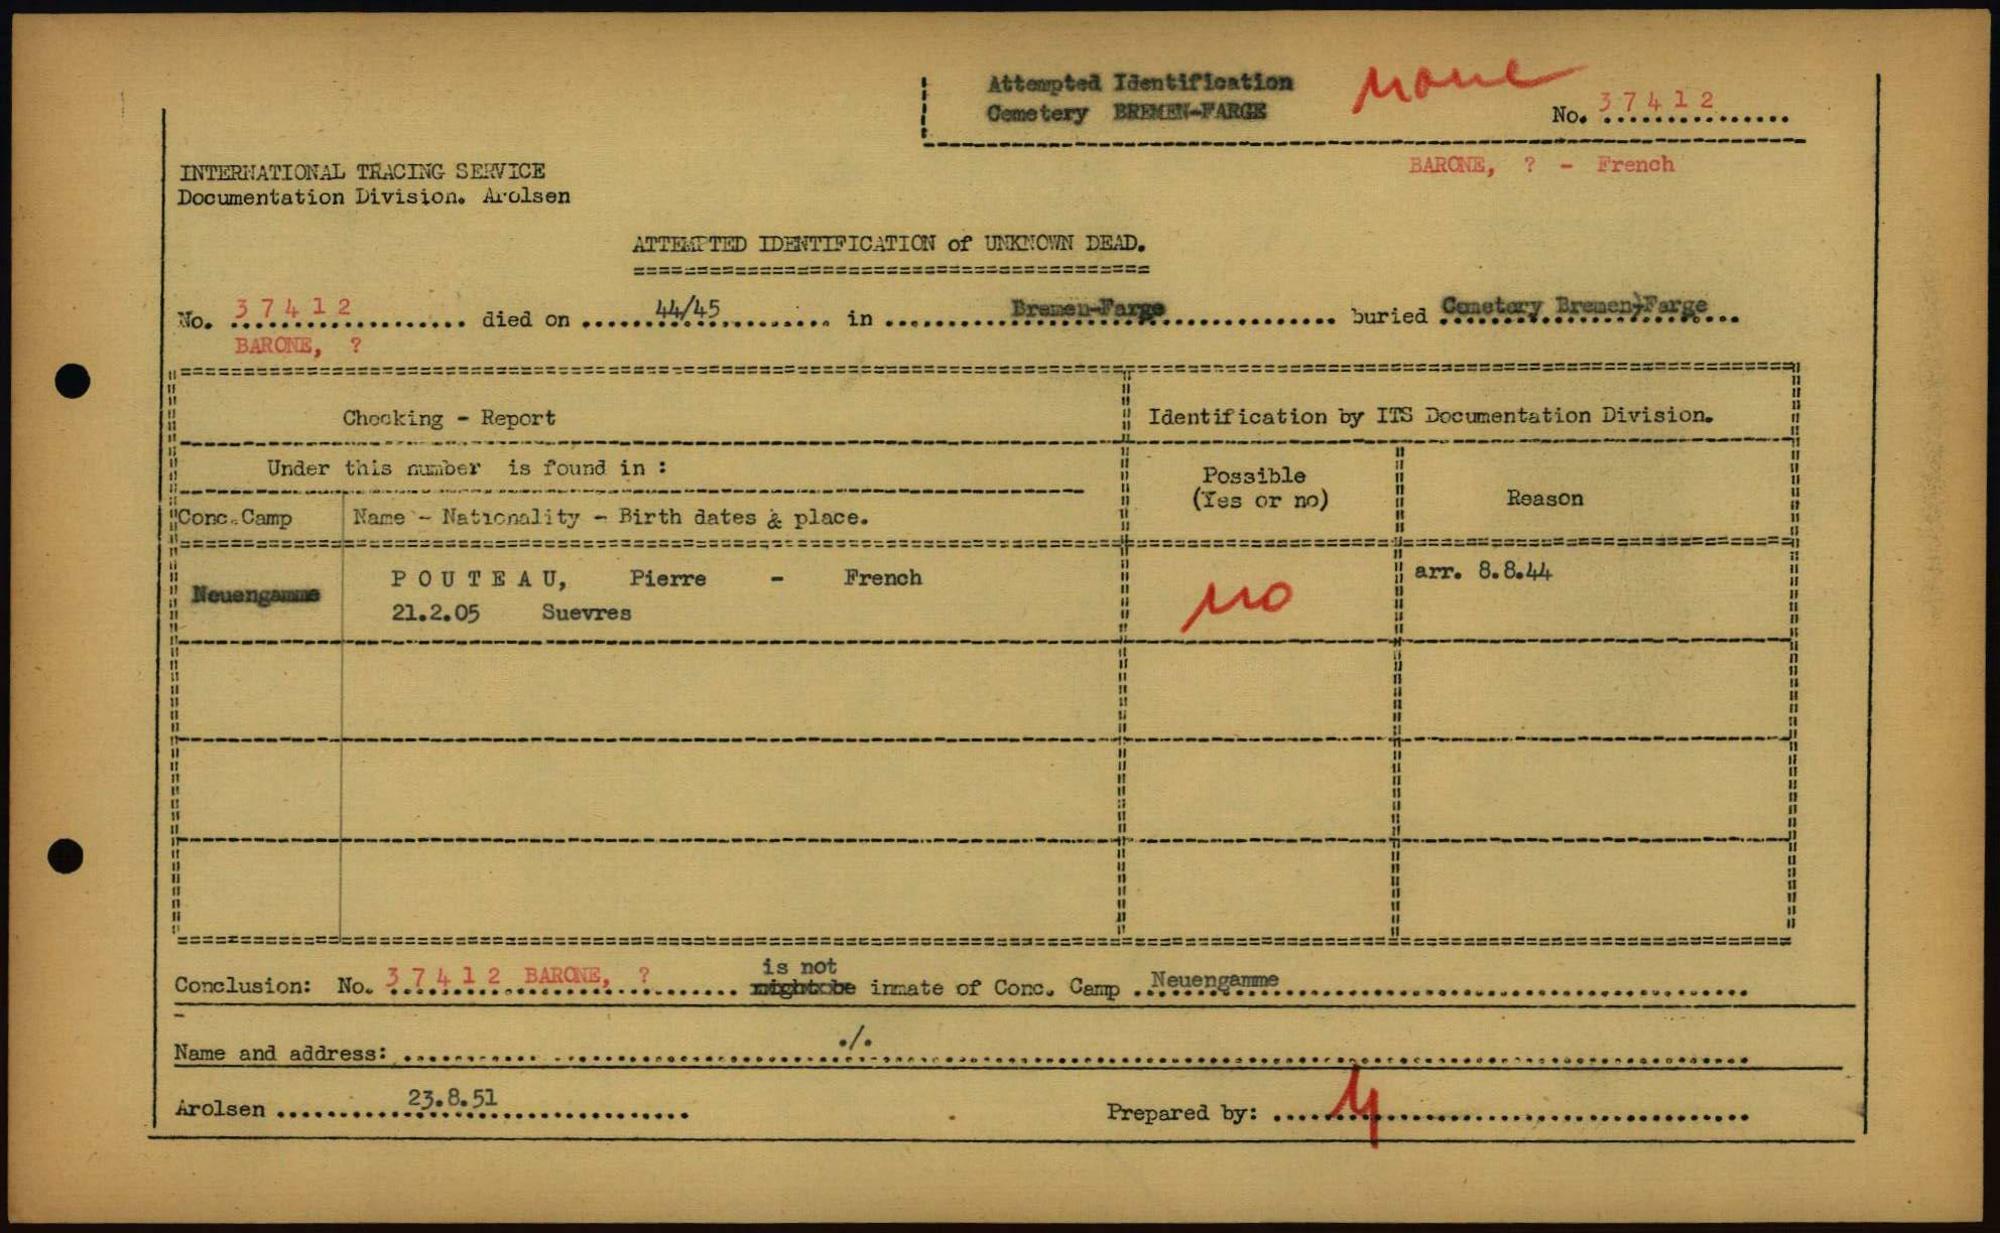 Attempted Identification
Cemetery BREMEN-FARGE
none
No. 37412
BARONE, ? - French
INTERNATIONAL TRACING SERVICE
Documentation Division. Arolsen
ATTEMPTED IDENTIFICATION of UNKNOWN DEAD.
No. 37412 died on 44/45 in Bremen-Farge buried Cemetery Bremen-Farge
BARONE, ?
Checking - Report
Identification by ITS Documentation Division.
Under this number is found in :
Possible
(Yes or no)
Reason
Conc. Camp
Name - Nationality - Birth dates & place.
Neuengamme
POUTEAU, Pierre - French
21.2.05 Suevres
no
arr. 8.8.44
is not
Conclusion: No. 37412 BARONE, ? might be inmate of Conc. Camp Neuengamme
Name and address: ./.
Arolsen 23.8.51
Prepared by: